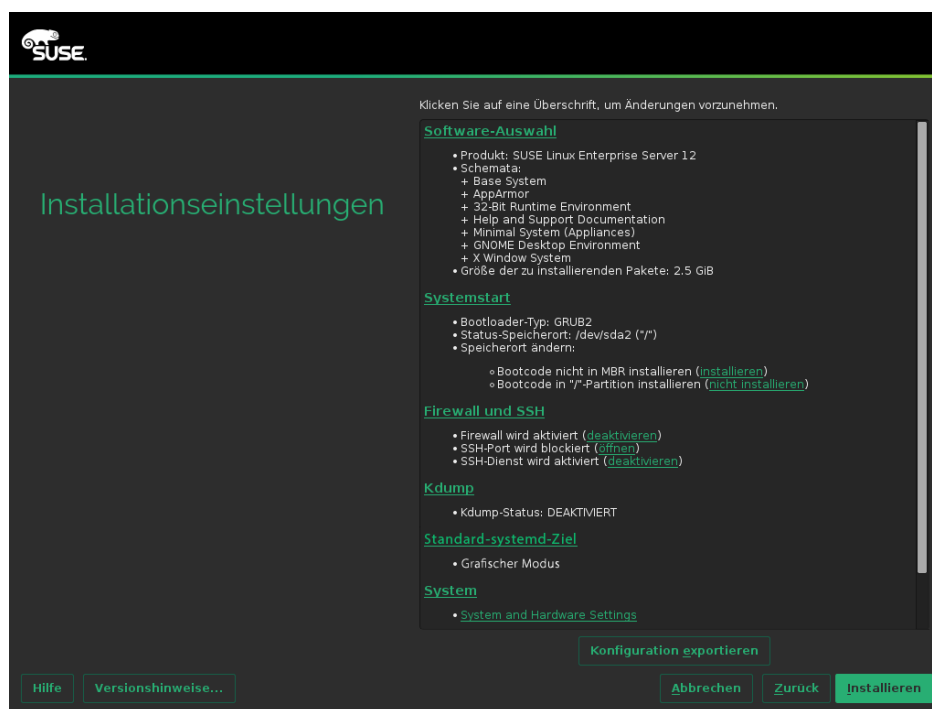 SUSE.
Klicken Sie auf eine Überschrift, um Änderungen vorzunehmen.
Installationseinstellungen
Software-Auswahl
• Produkt: SUSE Linux Enterprise Server 12
• Schemata:
+ Base System
+ AppArmor
+ 32-Bit Runtime Environment
+ Help and Support Documentation
+ Minimal System (Appliances)
+ GNOME Desktop Environment
+ X Window System
• Größe der zu installierenden Pakete: 2.5 GiB
Systemstart
• Bootloader-Typ: GRUB2
• Status-Speicherort: /dev/sda2 ("/")
• Speicherort ändern:
◦ Bootcode nicht in MBR installieren (installieren)
◦ Bootcode in "/"-Partition installieren (nicht installieren)
Firewall und SSH
• Firewall wird aktiviert (deaktivieren)
• SSH-Port wird blockiert (öffnen)
• SSH-Dienst wird aktiviert (deaktivieren)
Kdump
• Kdump-Status: DEAKTIVIERT
Standard-systemd-Ziel
• Grafischer Modus
System
• System and Hardware Settings
Konfiguration exportieren
Hilfe Versionshinweise... Abbrechen Zurück Installieren